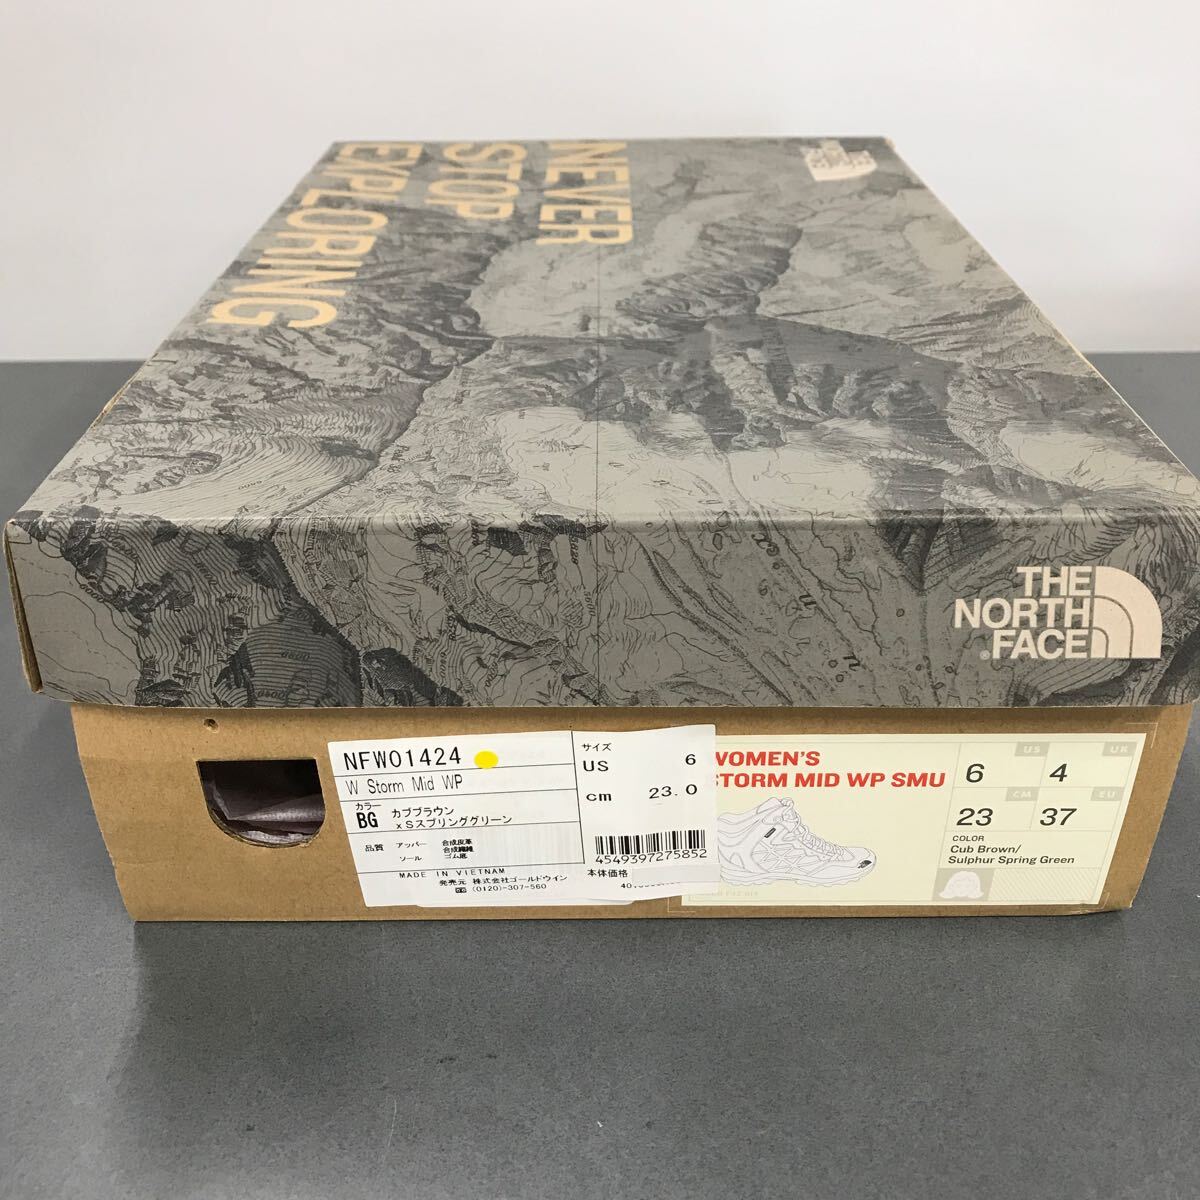 NEVER
STOP
EXPLORING
THE
NORTH
FACE
NFW01424
W Storm Mid WP
カラー
BG カブブラウン
×Sスプリンググリーン
品質 アッパー 合成皮革
合成繊維
ソール ゴム底
MADE IN VIETNAM
発売元 株式会社ゴールドウイン
(0120)-307-560
サイズ
US 6
cm 23.0
4549397275852
本体価格
WOMEN'S
STORM MID WP SMU
US
6
UK
4
CM
23
EU
37
COLOR
Cub Brown/
Sulphur Spring Green